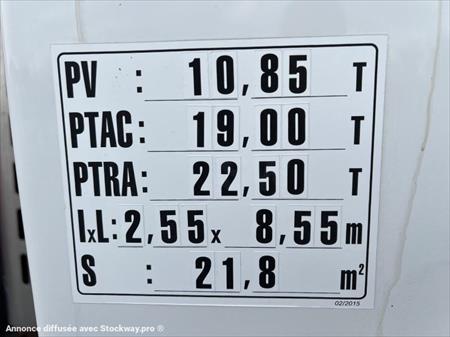 PV : 10,85 T
PTAC: 19,00 T
PTRA: 22,50 T
lxL: 2,55 x 8,55 m
S : 21,8 m²
02/2015
Annonce diffusée avec Stockway.pro ®